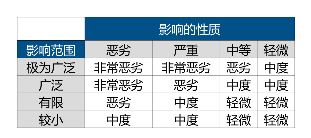 影响的性质
影响范围 恶劣 严重 中等 轻微
极为广泛 非常恶劣 非常恶劣 恶劣 中度
广泛 非常恶劣 恶劣 中度 中度
有限 恶劣 中度 轻微 轻微
较小 中度 中度 轻微 轻微